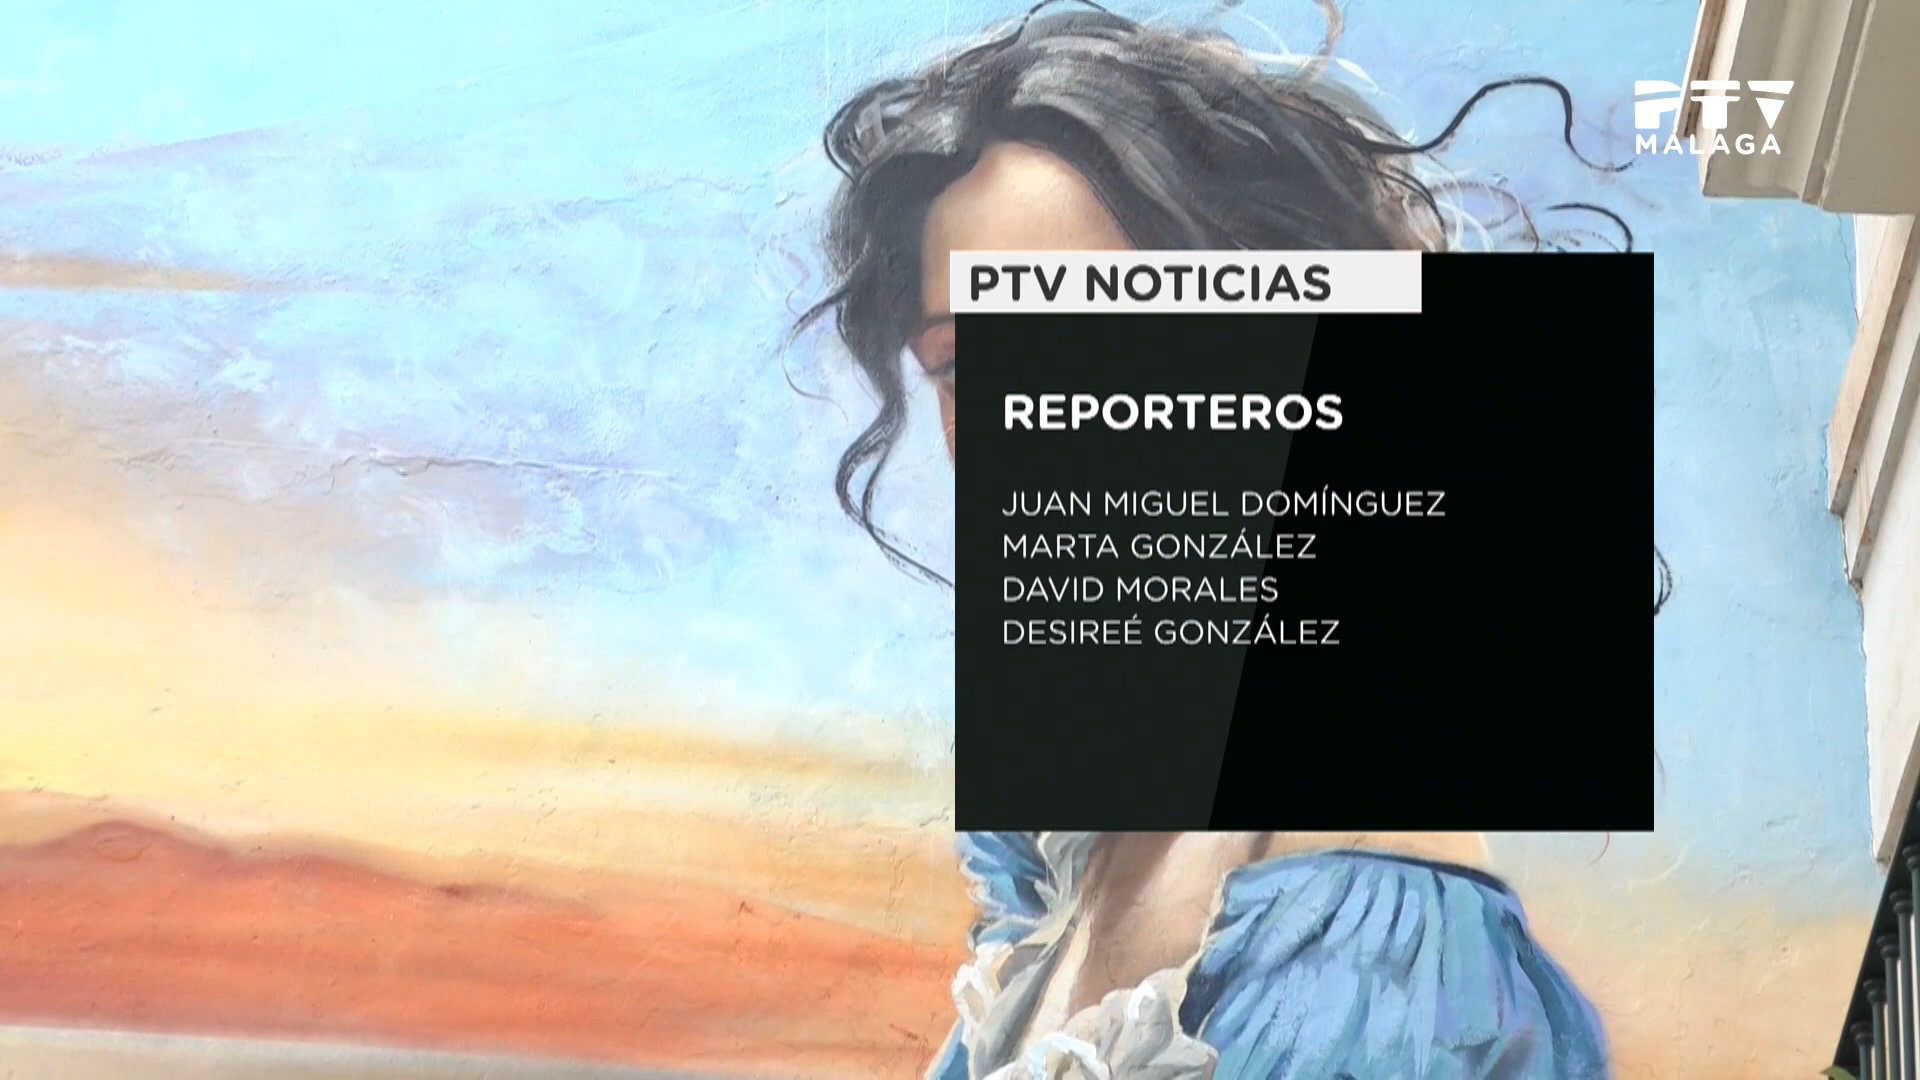 PTV
MÁLAGA
PTV NOTICIAS
REPORTEROS
JUAN MIGUEL DOMÍNGUEZ
MARTA GONZÁLEZ
DAVID MORALES
DESIREÉ GONZÁLEZ